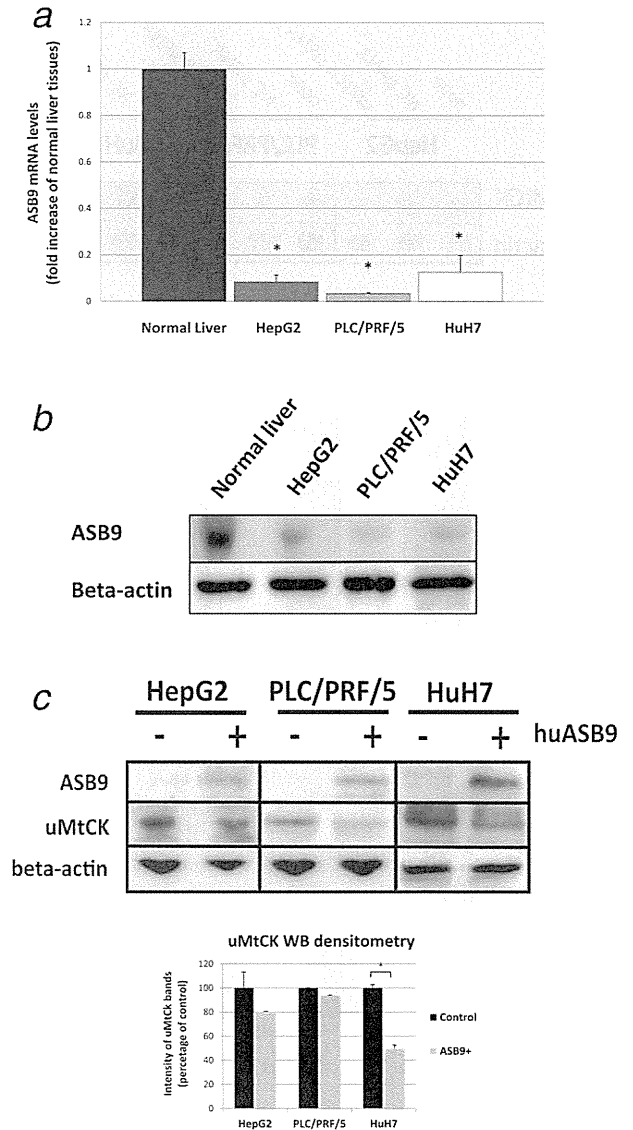 a
ASB9 mRNA levels
(fold increase of normal liver tissues)
1.2
1
0.8
0.6
0.4
0.2
0
*
*
*
Normal Liver HepG2 PLC/PRF/5 HuH7
b
Normal liver HepG2 PLC/PRF/5 HuH7
ASB9
Beta-actin
c
HepG2 PLC/PRF/5 HuH7
- + - + - + huASB9
ASB9
uMtCK
beta-actin
uMtCK WB densitometry
Intensity of uMtCk bands
(percetage of control)
120
100
80
60
40
20
0
*
Control
ASB9+
HepG2 PLC/PRF/5 HuH7